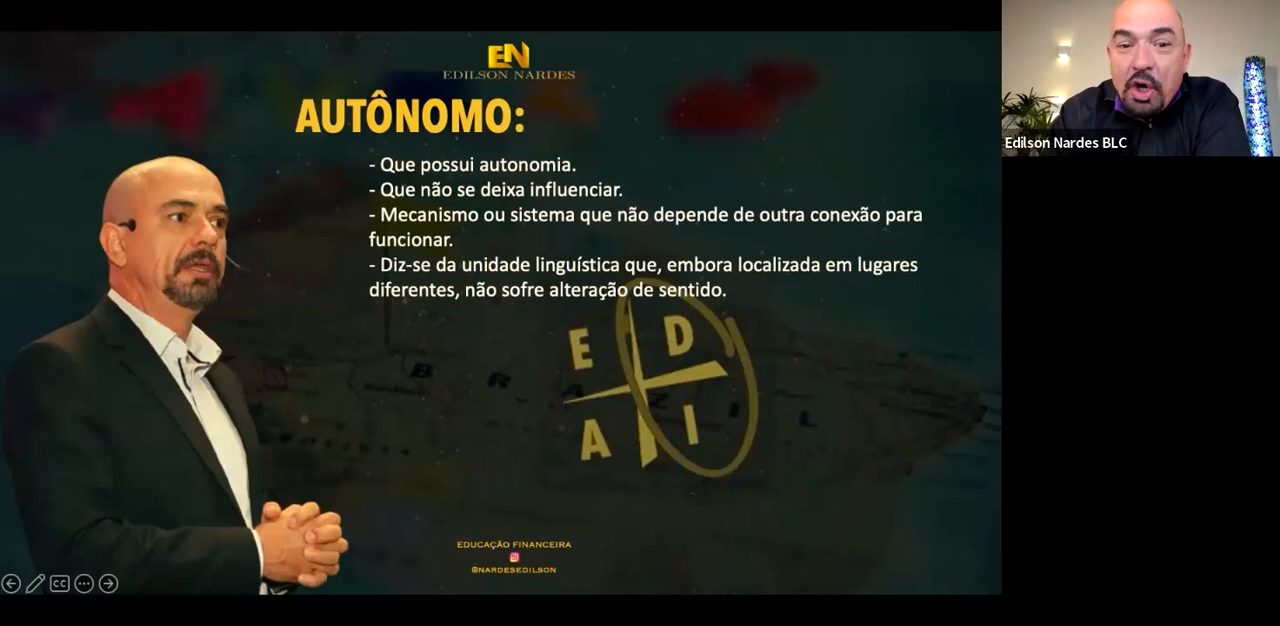 EN
EDILSON NARDES
AUTÔNOMO:
- Que possui autonomia.
- Que não se deixa influenciar.
- Mecanismo ou sistema que não depende de outra conexão para
funcionar.
- Diz-se da unidade linguística que, embora localizada em lugares
diferentes, não sofre alteração de sentido.
E D
B R A Z I L
A I
EDUCAÇÃO FINANCEIRA
@NARDESEDILSON
CC
Edilson Nardes BLC